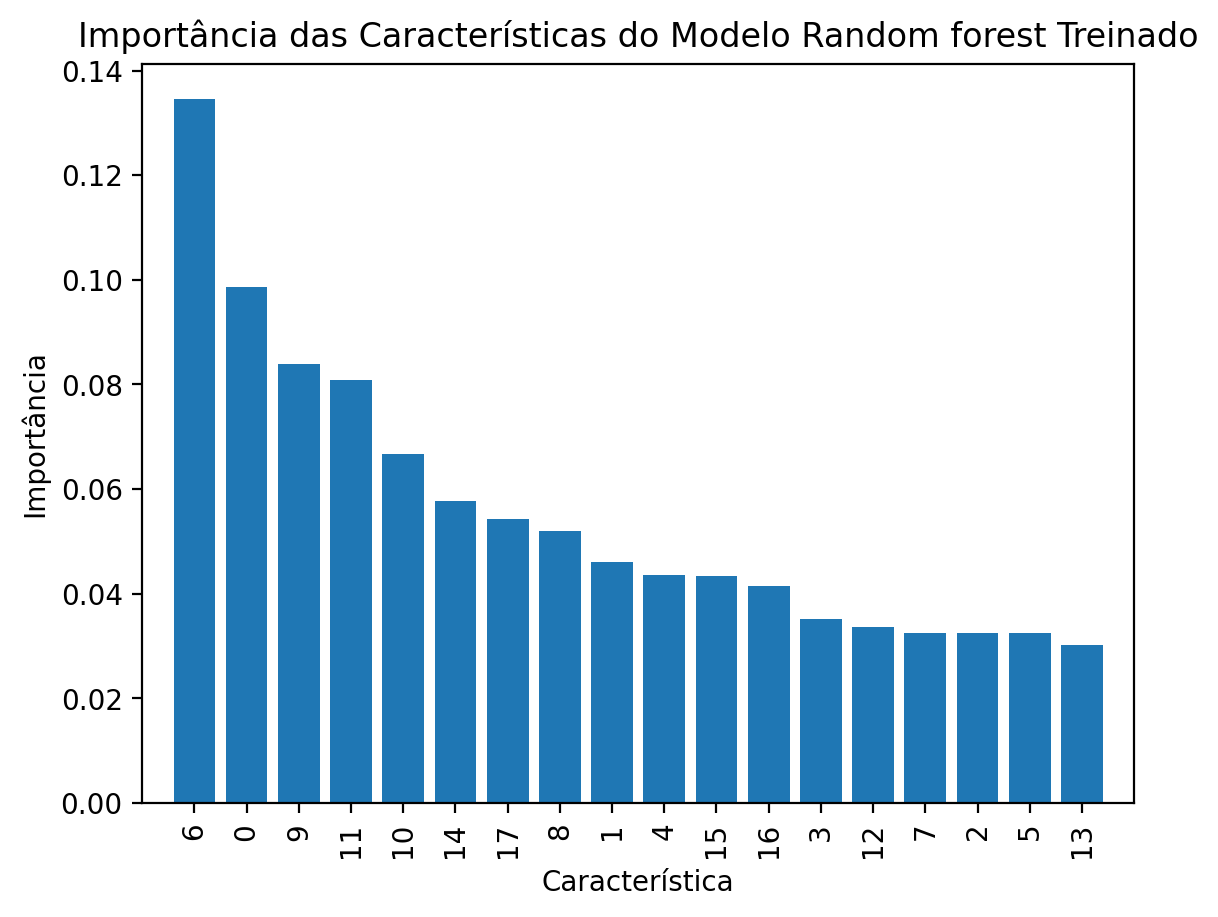 Importância das Características do Modelo Random forest Treinado
0.14
0.12
0.10
0.08
0.06
0.04
0.02
0.00
Importância
6 0 9 11 10 14 17 8 1 4 15 16 3 12 7 2 5 13
Característica